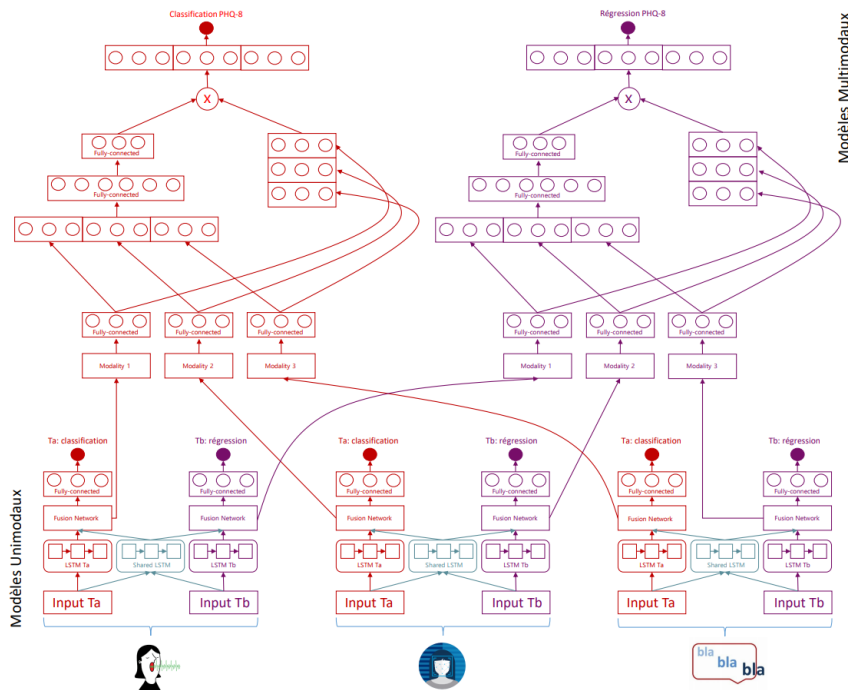 Classification PHQ-8
Régression PHQ-8
Modèles Multimodaux
X
X
Fully-connected
Fully-connected
Fully-connected
Fully-connected
Fully-connected
Fully-connected
Fully-connected
Fully-connected
Fully-connected
Fully-connected
Modality 1
Modality 2
Modality 3
Modality 1
Modality 2
Modality 3
Modèles Unimodaux
Ta: classification
Tb: régression
Ta: classification
Tb: régression
Ta: classification
Tb: régression
Fully-connected
Fully-connected
Fully-connected
Fully-connected
Fully-connected
Fully-connected
Fusion Network
Fusion Network
Fusion Network
Fusion Network
Fusion Network
Fusion Network
LSTM Ta
Shared LSTM
LSTM Tb
LSTM Ta
Shared LSTM
LSTM Tb
LSTM Ta
Shared LSTM
LSTM Tb
Input Ta
Input Tb
Input Ta
Input Tb
Input Ta
Input Tb
bla
bla
bla